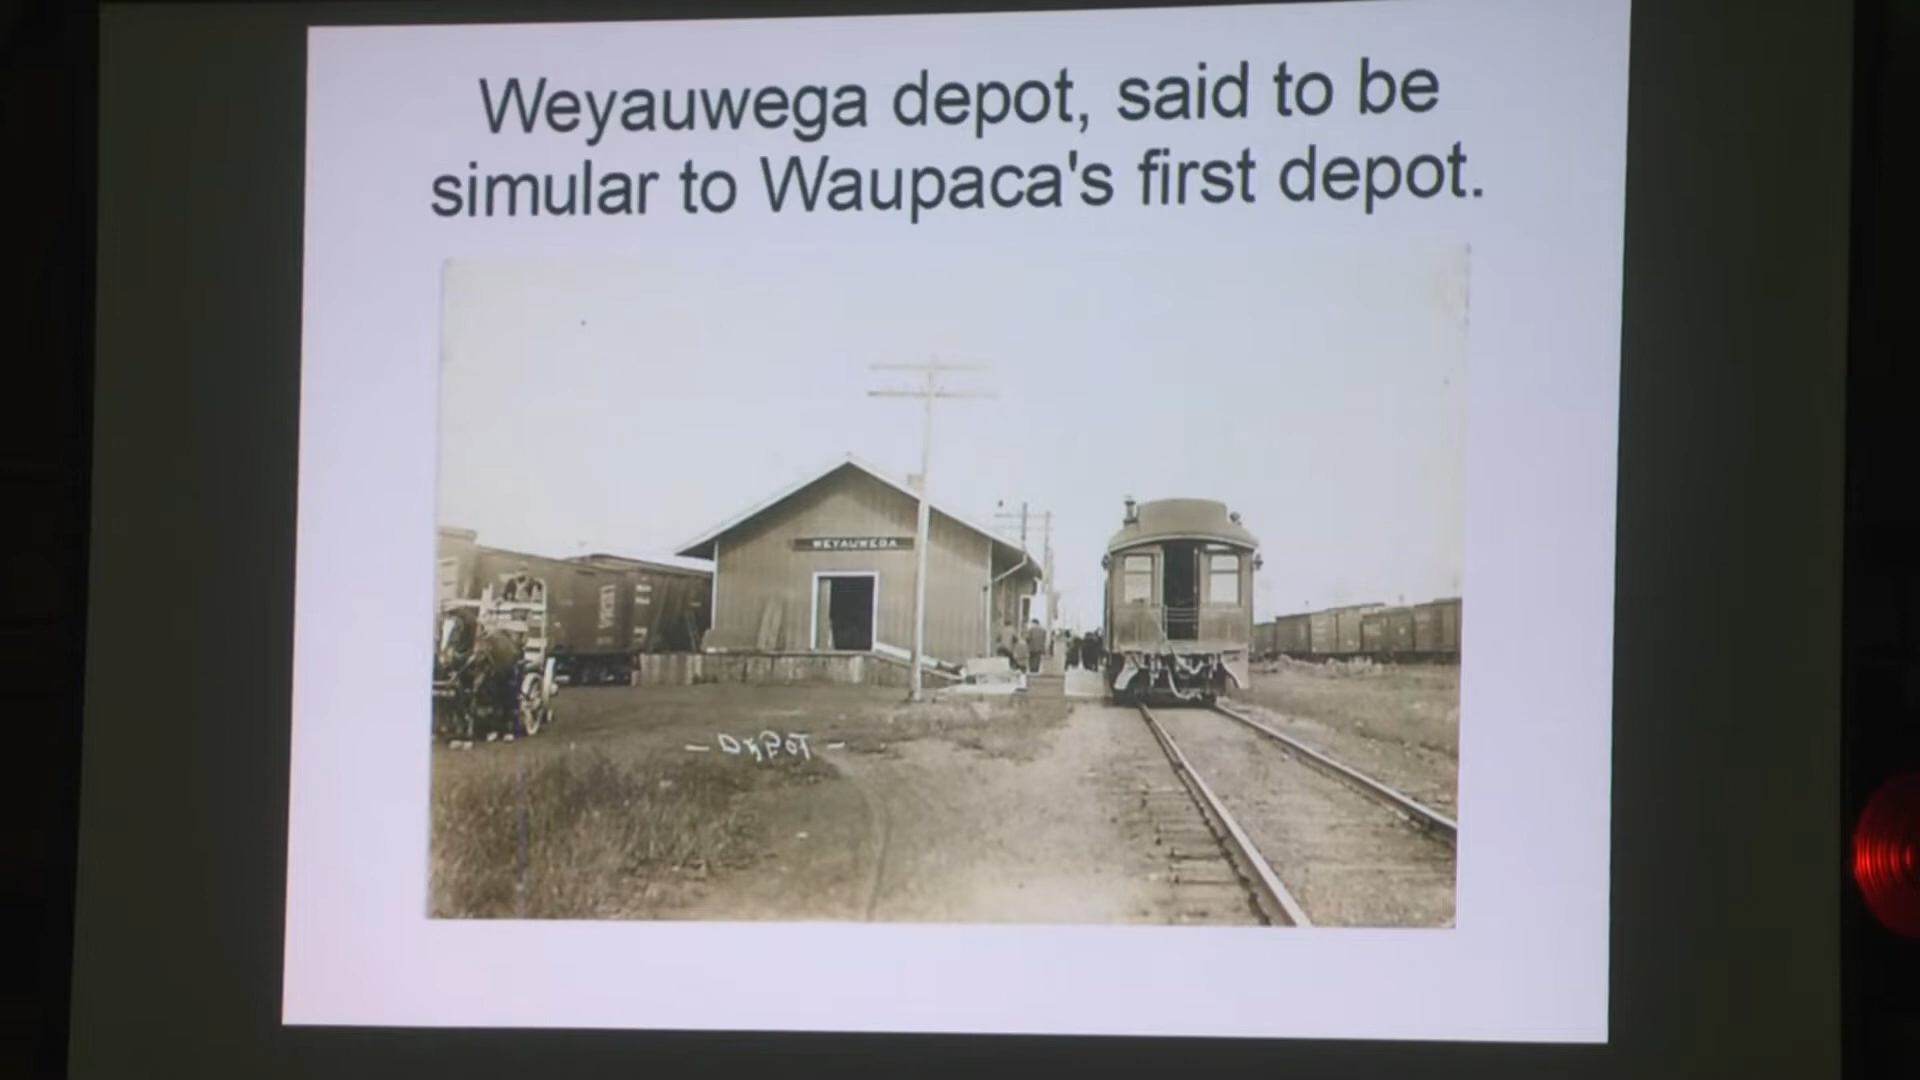 Weyauwega depot, said to be
simular to Waupaca's first depot.
WEYAUWEGA
- DEPOT -